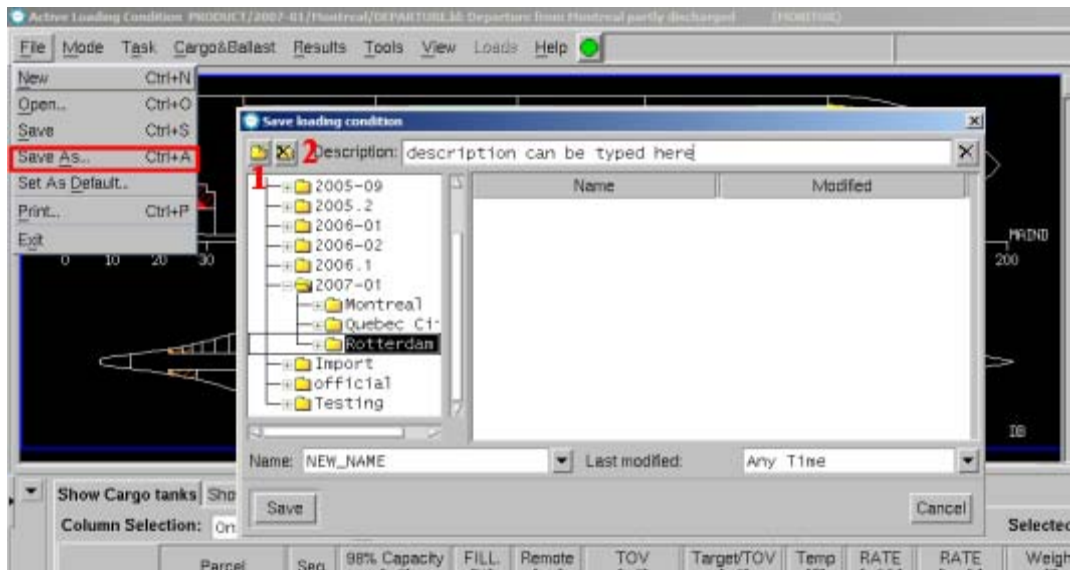 Active Loading Condition PRODUCT/2007-01/Montreal/DEPARTURE.ld: Departure from Montreal partly discharged (MONITOR)
File Mode Task Cargo&Ballast Results Tools View Loads Help
New Ctrl+N
Open.. Ctrl+O
Save Ctrl+S
Save As... Ctrl+A
Set As Default..
Print... Ctrl+P
Exit
Save loading condition
2 Description: description can be typed here
1
2005-09
2005.2
2006-01
2006-02
2006.1
2007-01
Montreal
Quebec Ci
Rotterdam
Import
official
Testing
Name Modified
0 10 20 30
MAIND
200
DB
Name: NEW_NAME Last modified: Any Time
Save Cancel
Show Cargo tanks Sho
Column Selection: On Selected
Parcel Seq. 98% Capacity FILL. Remote TOV Target/TOV Temp RATE RATE Weigh